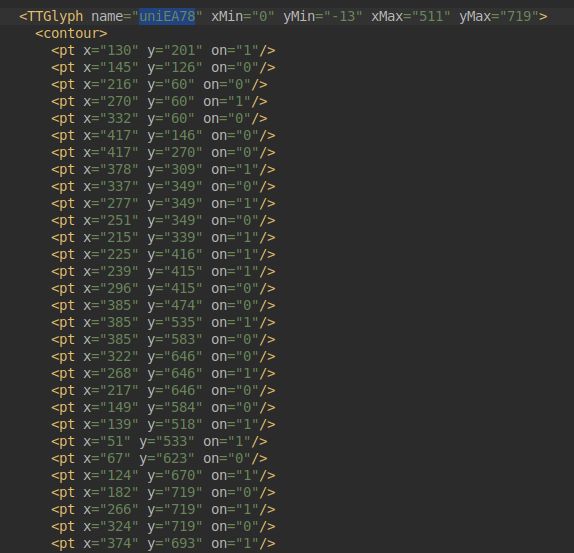 <TTGlyph name="uniEA78" xMin="0" yMin="-13" xMax="511" yMax="719">
<contour>
<pt x="130" y="201" on="1"/>
<pt x="145" y="126" on="0"/>
<pt x="216" y="60" on="0"/>
<pt x="270" y="60" on="1"/>
<pt x="332" y="60" on="0"/>
<pt x="417" y="146" on="0"/>
<pt x="417" y="270" on="0"/>
<pt x="378" y="309" on="1"/>
<pt x="337" y="349" on="0"/>
<pt x="277" y="349" on="1"/>
<pt x="251" y="349" on="0"/>
<pt x="215" y="339" on="1"/>
<pt x="225" y="416" on="1"/>
<pt x="239" y="415" on="1"/>
<pt x="296" y="415" on="0"/>
<pt x="385" y="474" on="0"/>
<pt x="385" y="535" on="1"/>
<pt x="385" y="583" on="0"/>
<pt x="322" y="646" on="0"/>
<pt x="268" y="646" on="1"/>
<pt x="217" y="646" on="0"/>
<pt x="149" y="584" on="0"/>
<pt x="139" y="518" on="1"/>
<pt x="51" y="533" on="1"/>
<pt x="67" y="623" on="0"/>
<pt x="124" y="670" on="1"/>
<pt x="182" y="719" on="0"/>
<pt x="266" y="719" on="1"/>
<pt x="324" y="719" on="0"/>
<pt x="374" y="693" on="1"/>